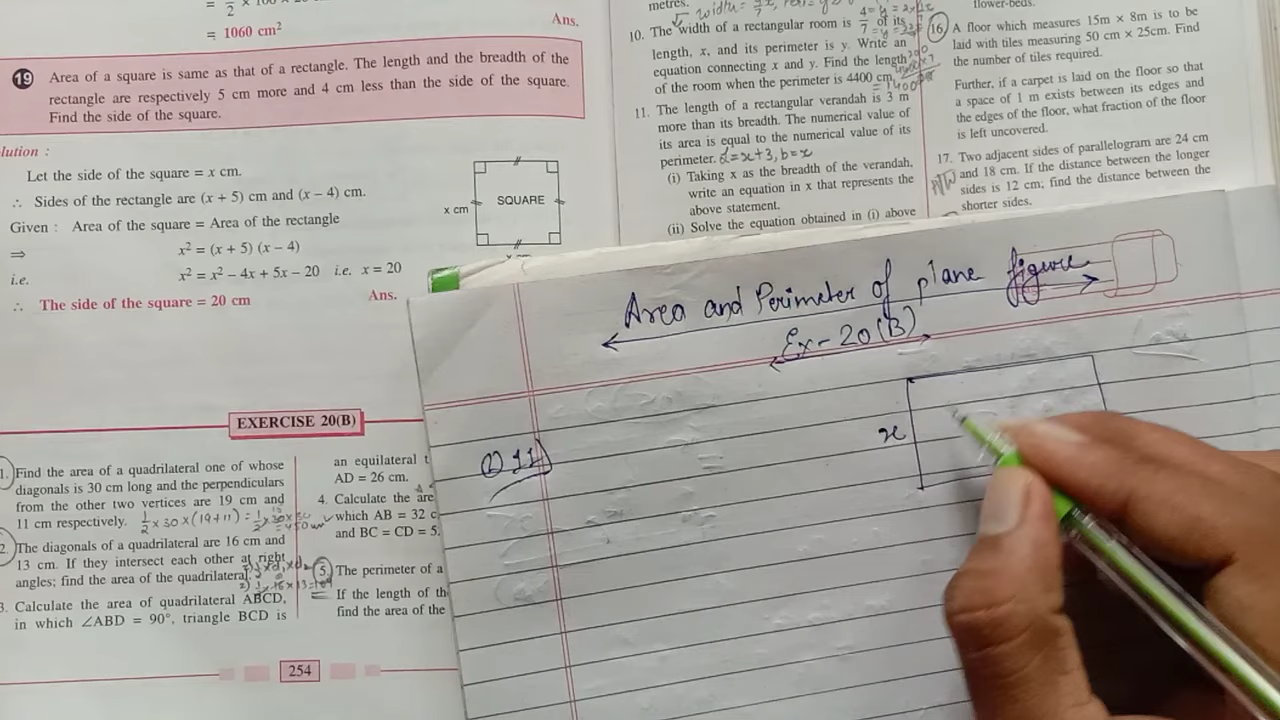 = 1/2 × 100 ×
= 1060 cm²
Ans.
19 Area of a square is same as that of a rectangle. The length and the breadth of the
rectangle are respectively 5 cm more and 4 cm less than the side of the square.
Find the side of the square.
lution :
Let the side of the square = x cm.
∴ Sides of the rectangle are (x + 5) cm and (x – 4) cm.
Given : Area of the square = Area of the rectangle
⇒ x² = (x + 5) (x – 4)
i.e. x² = x² – 4x + 5x – 20 i.e. x = 20
∴ The side of the square = 20 cm Ans.
x cm
SQUARE
EXERCISE 20(B)
1. Find the area of a quadrilateral one of whose
diagonals is 30 cm long and the perpendiculars
from the other two vertices are 19 cm and
11 cm respectively. 1/2 × 30 × (19+11) =
2. The diagonals of a quadrilateral are 16 cm and
13 cm. If they intersect each other at right
angles; find the area of the quadrilateral.
3. Calculate the area of quadrilateral ABCD,
in which ∠ABD = 90°, triangle BCD is
an equilateral t
AD = 26 cm.
4. Calculate the are
which AB = 32 c
and BC = CD = 5.
5. The perimeter of a
If the length of th
find the area of the
254
metres.
10. The width of a rectangular room is 4/7 of its
length, x, and its perimeter is y. Write an
equation connecting x and y. Find the length
of the room when the perimeter is 4400 cm.
11. The length of a rectangular verandah is 3 m
more than its breadth. The numerical value of
its area is equal to the numerical value of its
perimeter. l = x+3, b = x
(i) Taking x as the breadth of the verandah,
write an equation in x that represents the
above statement.
(ii) Solve the equation obtained in (i) above
flower-beds.
16 A floor which measures 15m × 8m is to be
laid with tiles measuring 50 cm × 25cm. Find
the number of tiles required.
Further, if a carpet is laid on the floor so that
a space of 1 m exists between its edges and
the edges of the floor, what fraction of the floor
is left uncovered.
17. Two adjacent sides of parallelogram are 24 cm
and 18 cm. If the distance between the longer
sides is 12 cm; find the distance between the
shorter sides.
Area and Perimeter of plane figure
Ex-20(B)
Q 11)
x